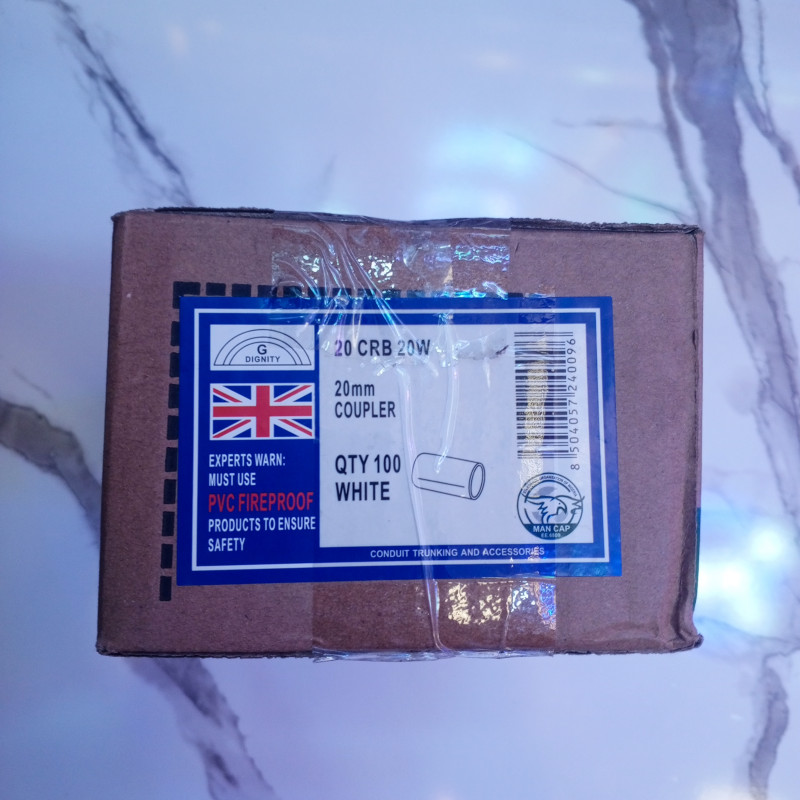 G
DIGNITY
EXPERTS WARN:
MUST USE
PVC FIREPROOF
PRODUCTS TO ENSURE
SAFETY
20 CRB 20W
20mm
COUPLER
QTY 100
WHITE
8 504057 240096
MAN CAP
CONDUIT TRUNKING AND ACCESSORIES